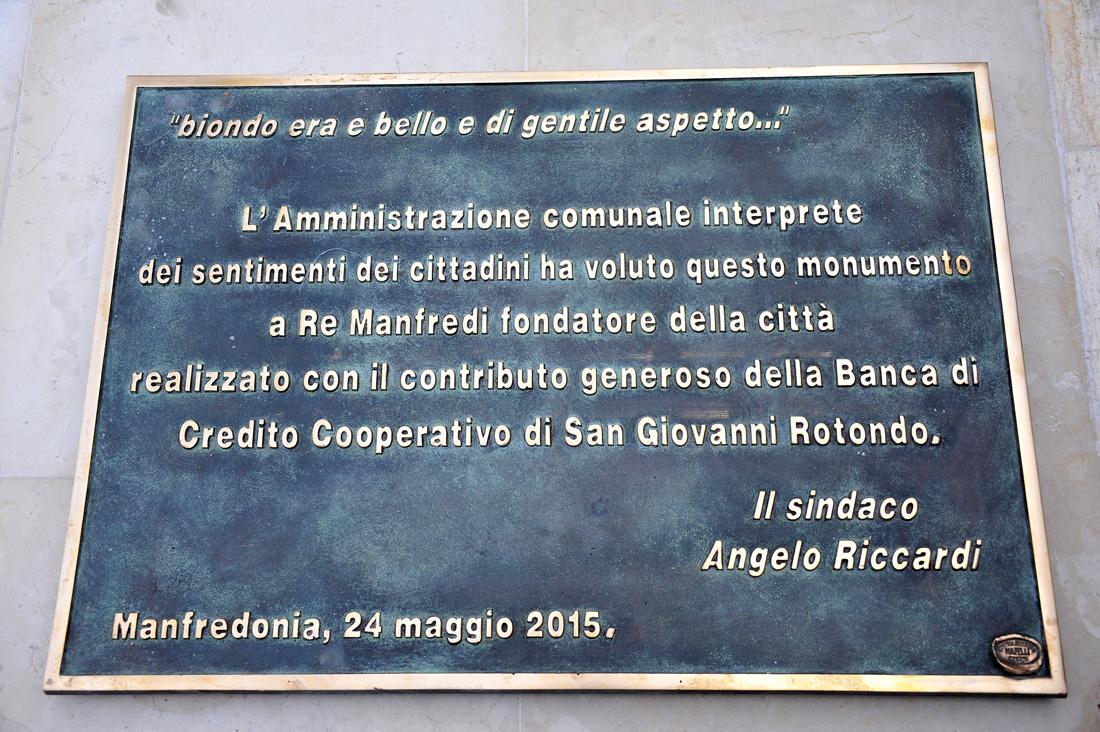 "biondo era e bello e di gentile aspetto..."
L'Amministrazione comunale interprete
dei sentimenti dei cittadini ha voluto questo monumento
a Re Manfredi fondatore della città
realizzato con il contributo generoso della Banca di
Credito Cooperativo di San Giovanni Rotondo.
Il sindaco
Angelo Riccardi
Manfredonia, 24 maggio 2015.
MAPELLI